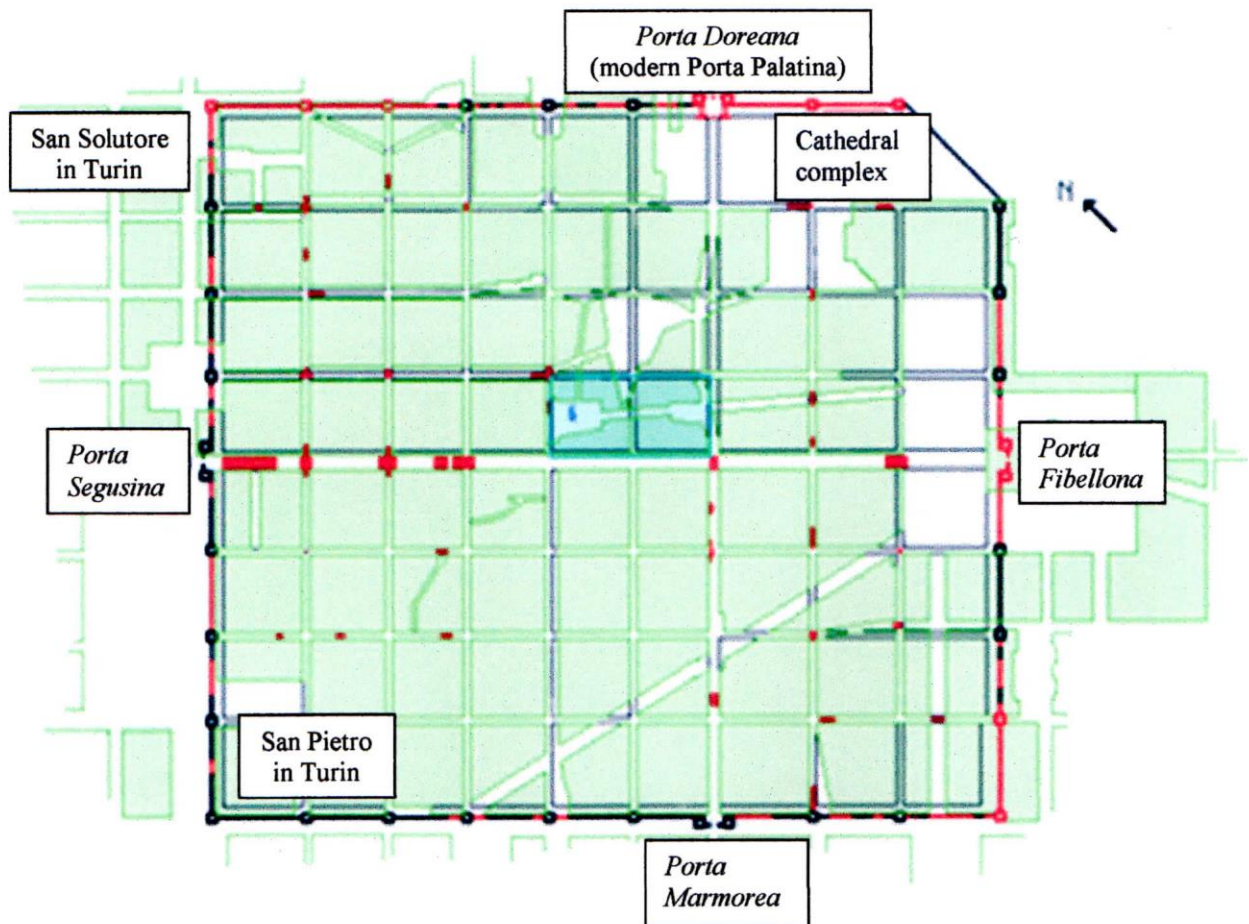 Porta Doreana
(modern Porta Palatina)
San Solutore
in Turin
Cathedral
complex
N
Porta
Segusina
Porta
Fibellona
San Pietro
in Turin
Porta
Marmorea